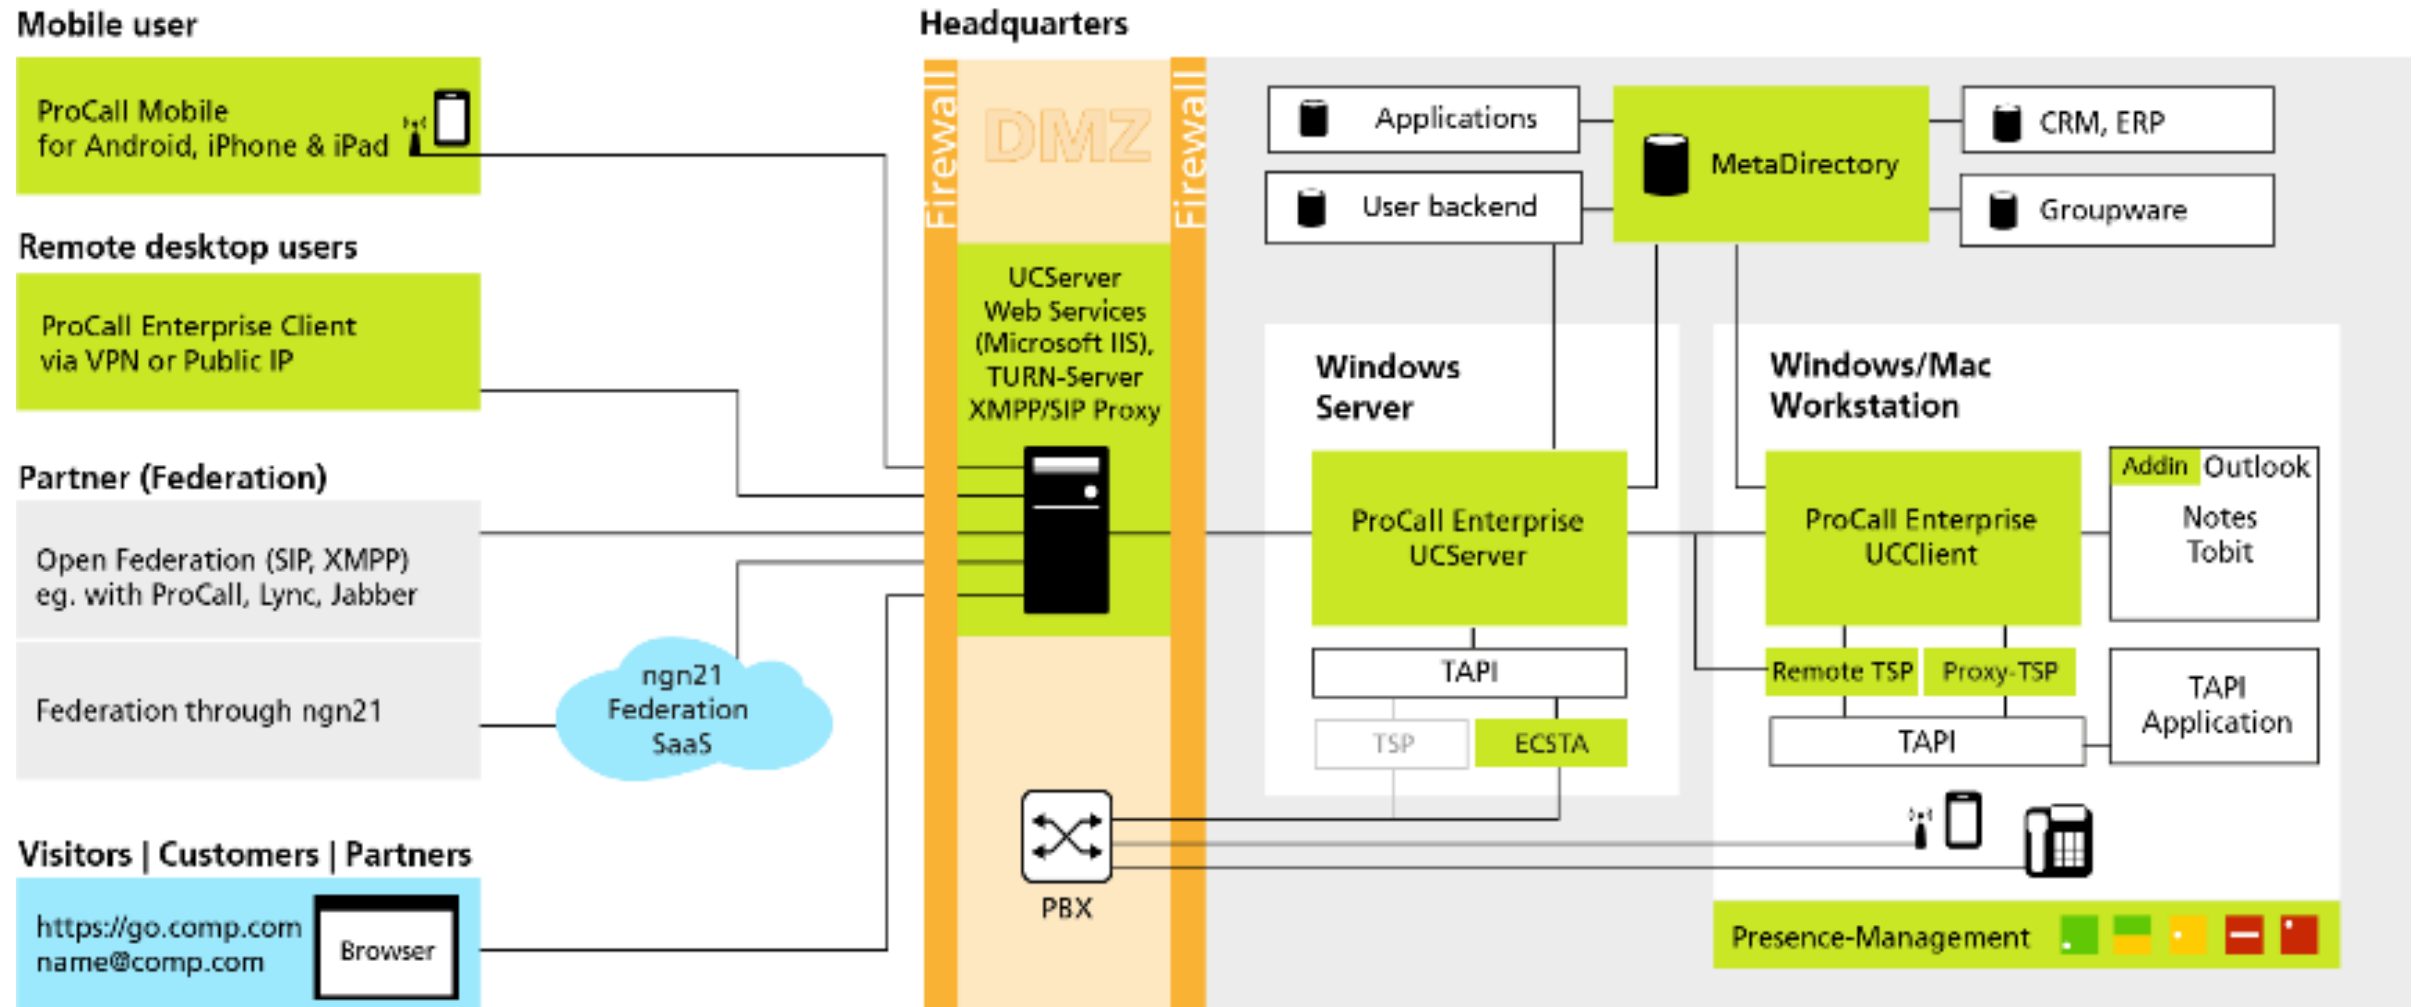 Mobile user
ProCall Mobile
for Android, iPhone & iPad
Remote desktop users
ProCall Enterprise Client
via VPN or Public IP
Partner (Federation)
Open Federation (SIP, XMPP)
eg. with ProCall, Lync, Jabber
Federation through ngn21
ngn21
Federation
SaaS
Visitors | Customers | Partners
https://go.comp.com
name@comp.com
Browser
Headquarters
Firewall
DMZ
Firewall
UCServer
Web Services
(Microsoft IIS),
TURN-Server
XMPP/SIP Proxy
PBX
Applications
User backend
MetaDirectory
CRM, ERP
Groupware
Windows
Server
ProCall Enterprise
UCServer
TAPI
TSP
ECSTA
Windows/Mac
Workstation
ProCall Enterprise
UCClient
Addin Outlook
Notes
Tobit
Remote TSP
Proxy-TSP
TAPI
TAPI
Application
Presence-Management